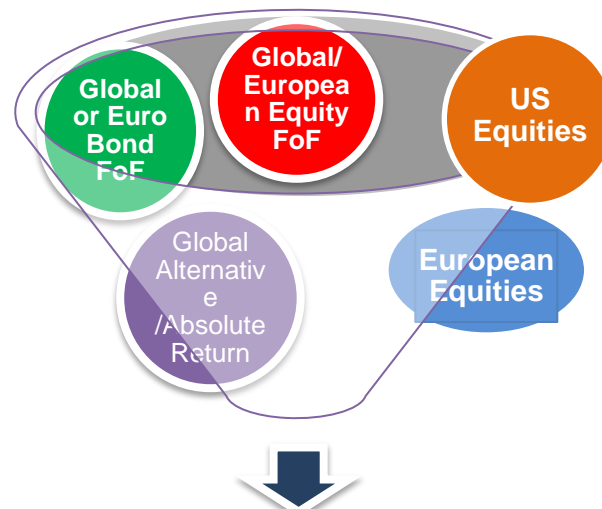 Global
or Euro
Bond
FoF
Global/
Europea
n Equity
FoF
US
Equities
Global
Alternativ
e
/Absolute
Return
European
Equities